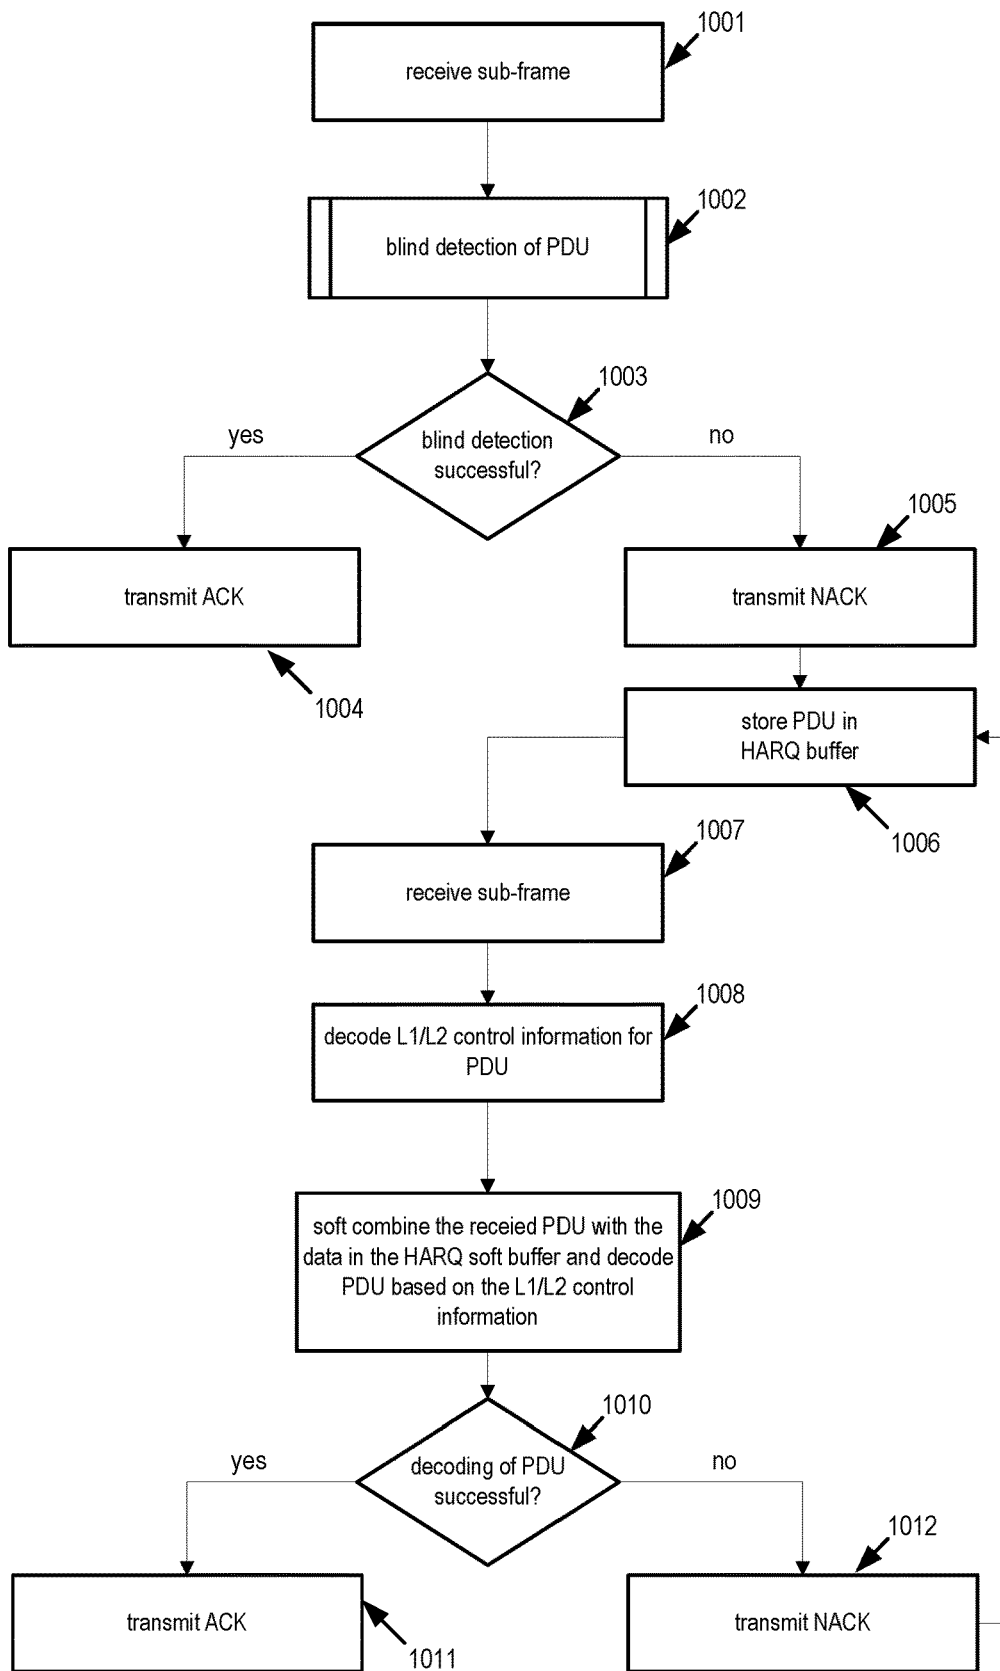 1001
receive sub-frame
1002
blind detection of PDU
1003
blind detection
successful?
yes
no
1005
transmit ACK
transmit NACK
1004
store PDU in
HARQ buffer
1006
1007
receive sub-frame
1008
decode L1/L2 control information for
PDU
1009
soft combine the receied PDU with the
data in the HARQ soft buffer and decode
PDU based on the L1/L2 control
information
1010
decoding of PDU
successful?
yes
no
1012
transmit ACK
transmit NACK
1011